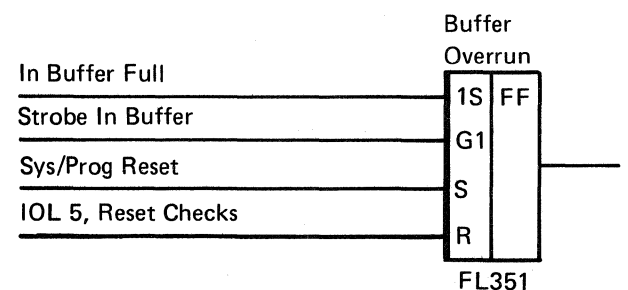 Buffer
Overrun
In Buffer Full
1S FF
Strobe In Buffer
G1
Sys/Prog Reset
S
IOL 5, Reset Checks
R
FL351